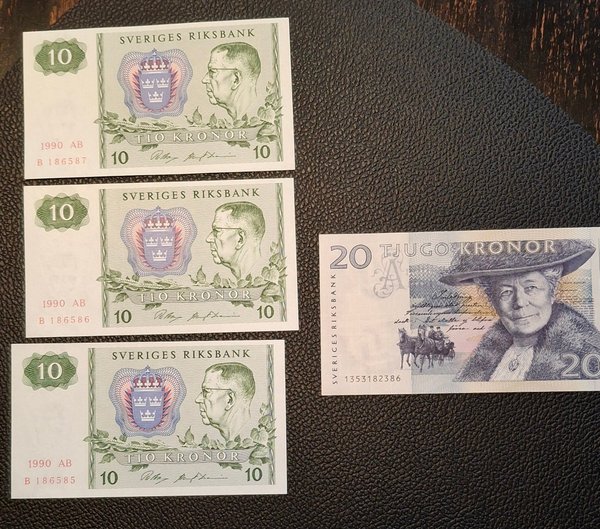 10
SVERIGES RIKSBANK
1990 AB
B 186587
TIO KRONOR
10
10
10
SVERIGES RIKSBANK
1990 AB
B 186586
TIO KRONOR
10
10
10
SVERIGES RIKSBANK
1990 AB
B 186585
TIO KRONOR
10
10
20 TJUGO KRONOR
SVERIGES RIKSBANK
1353182386
20